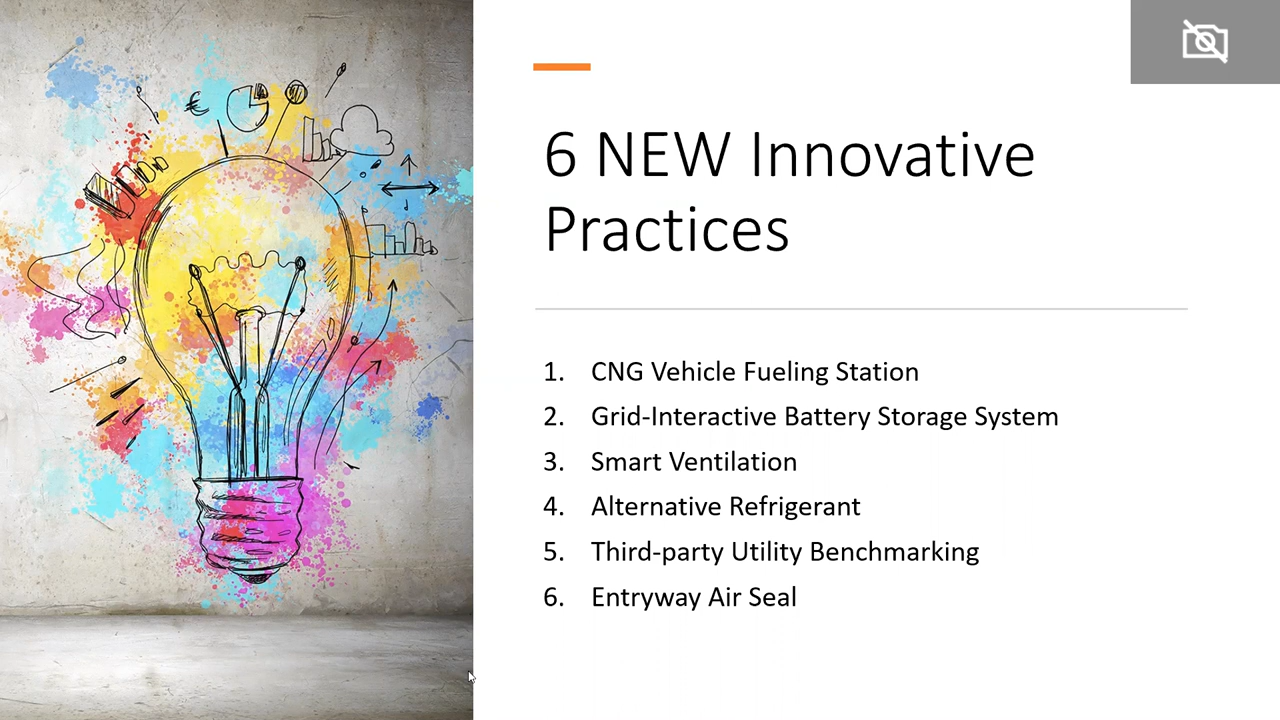 6 NEW Innovative
Practices
1. CNG Vehicle Fueling Station
2. Grid-Interactive Battery Storage System
3. Smart Ventilation
4. Alternative Refrigerant
5. Third-party Utility Benchmarking
6. Entryway Air Seal